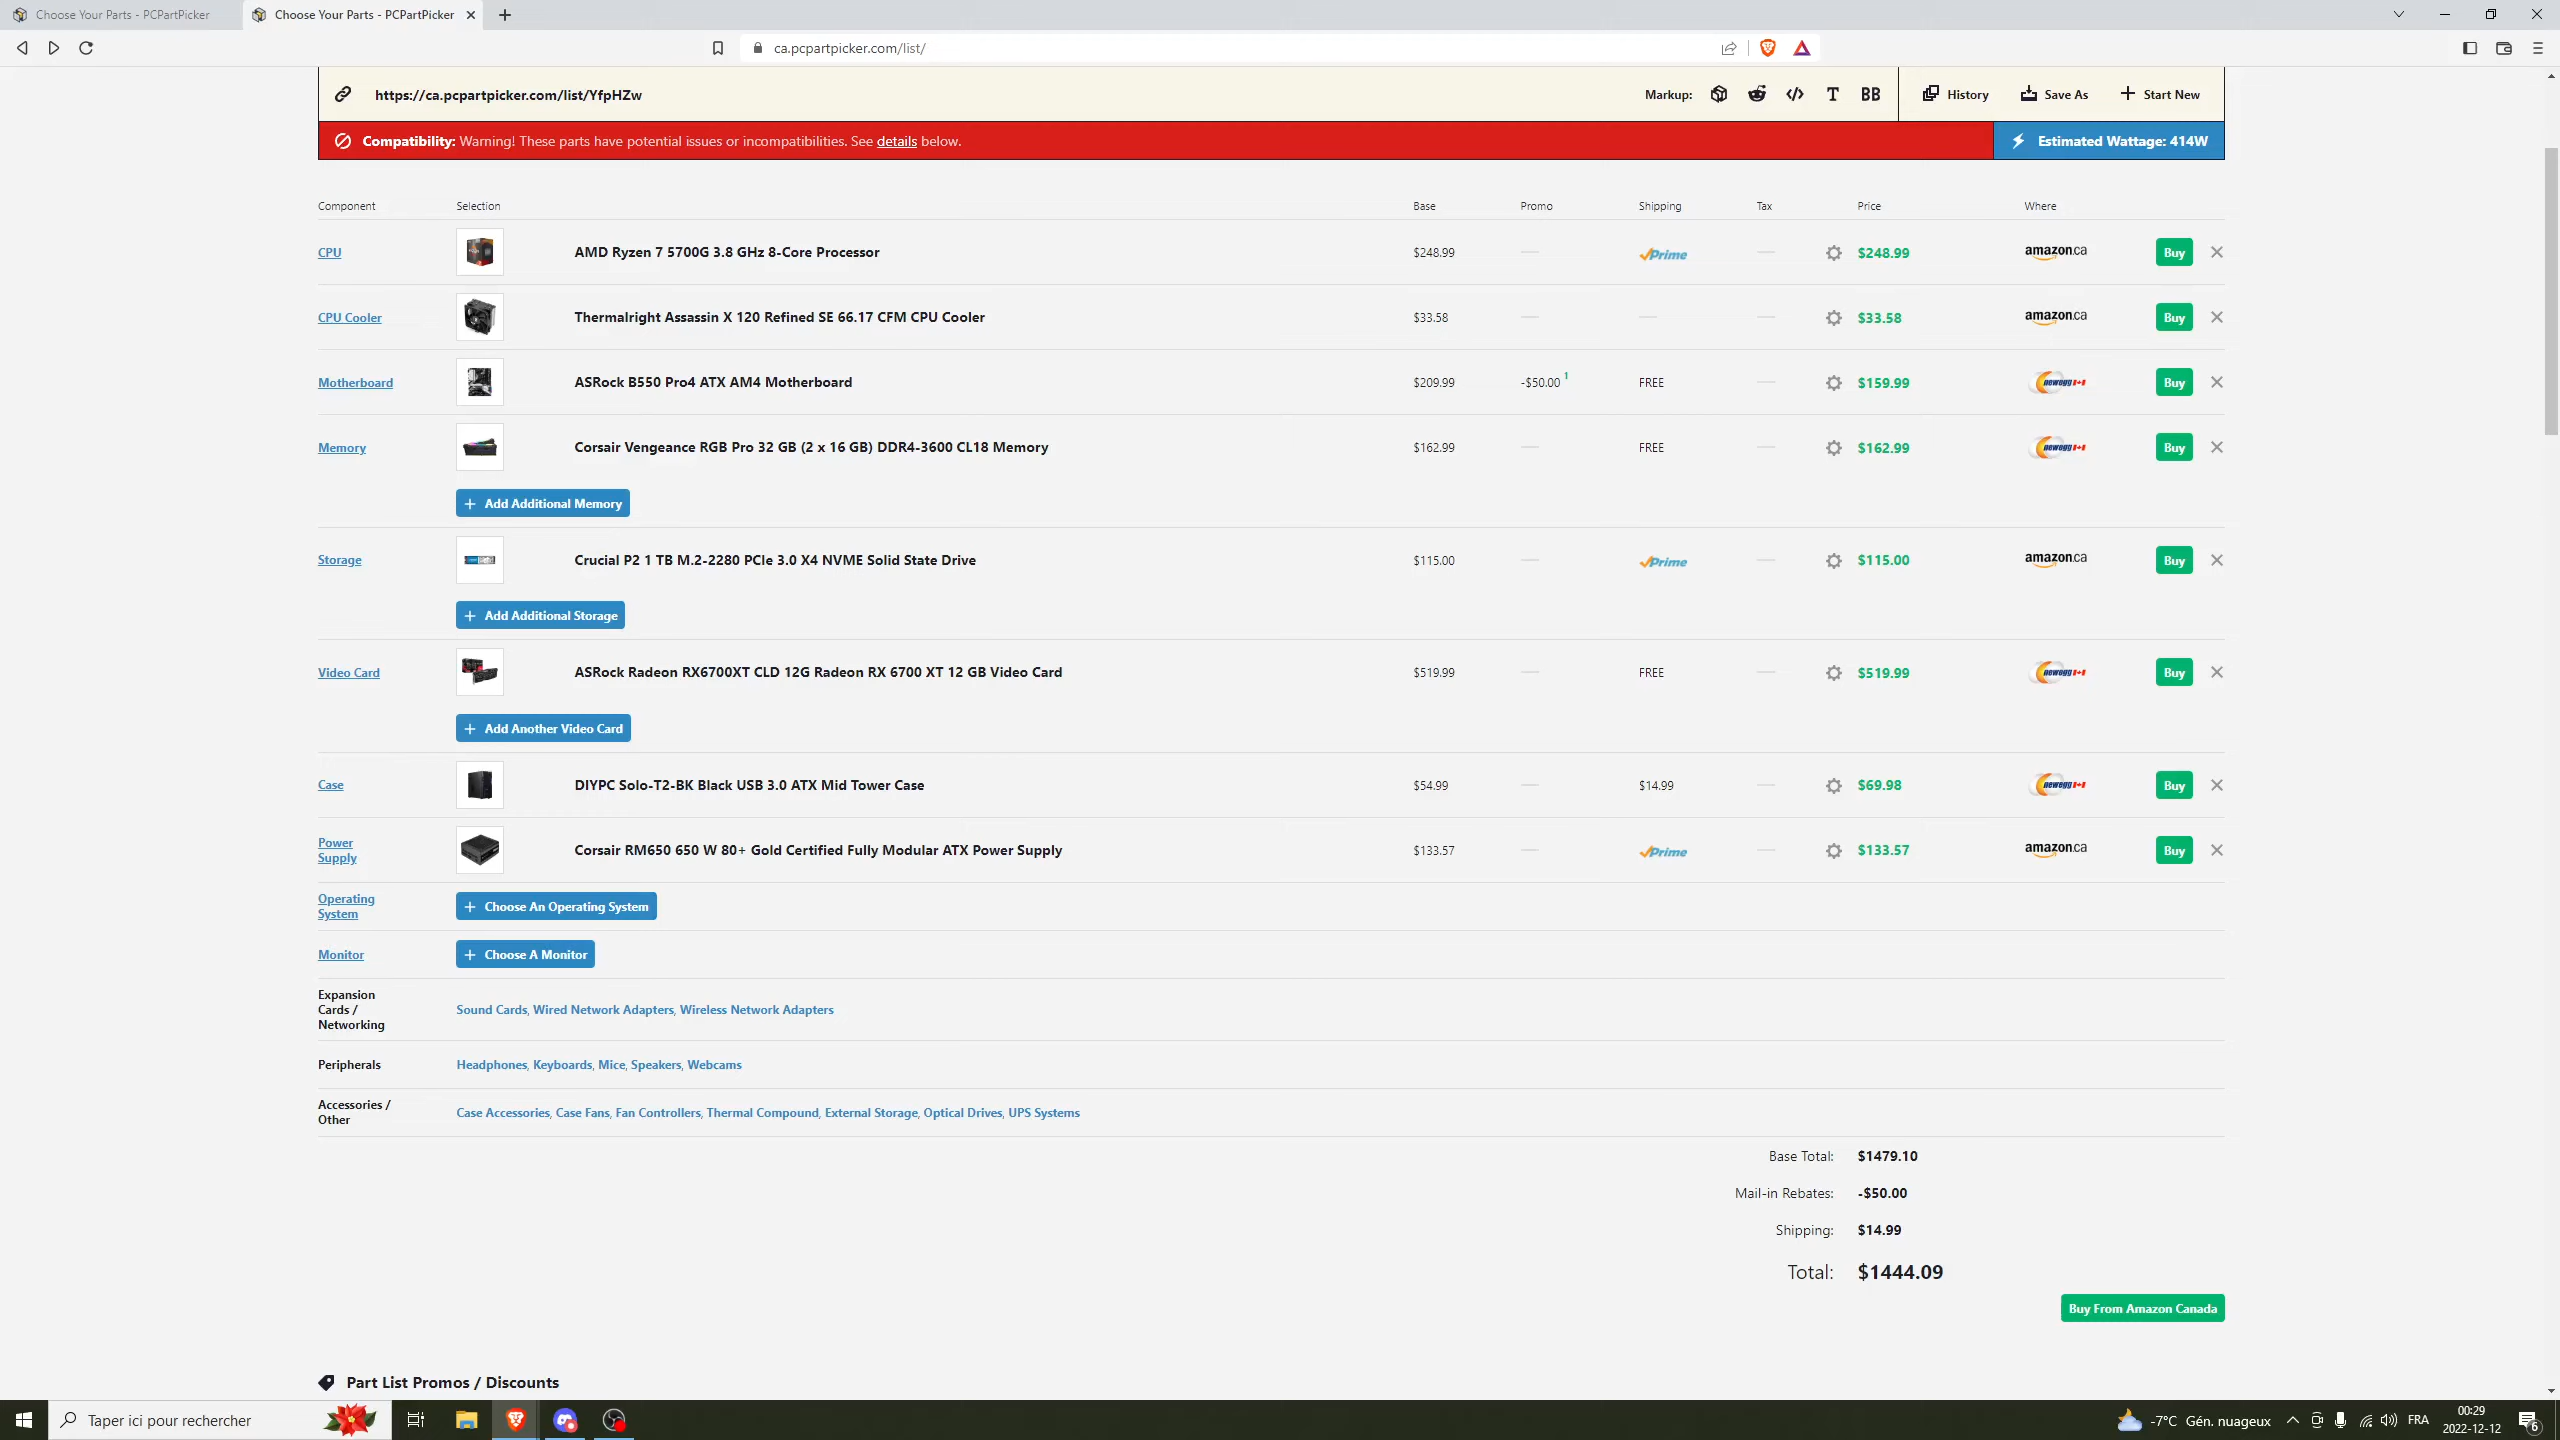 Choose Your Parts - PCPartPicker
Choose Your Parts - PCPartPicker
ca.pcpartpicker.com/list/
https://ca.pcpartpicker.com/list/YfpHZw
Markup: BB History Save As Start New
Compatibility: Warning! These parts have potential issues or incompatibilities. See details below.
Estimated Wattage: 414W
Component Selection Base Promo Shipping Tax Price Where
CPU AMD Ryzen 7 5700G 3.8 GHz 8-Core Processor $248.99 Prime $248.99 amazon.ca Buy
CPU Cooler Thermalright Assassin X 120 Refined SE 66.17 CFM CPU Cooler $33.58 $33.58 amazon.ca Buy
Motherboard ASRock B550 Pro4 ATX AM4 Motherboard $209.99 -$50.00 1 FREE $159.99 newegg Buy
Memory Corsair Vengeance RGB Pro 32 GB (2 x 16 GB) DDR4-3600 CL18 Memory $162.99 FREE $162.99 newegg Buy
+ Add Additional Memory
Storage Crucial P2 1 TB M.2-2280 PCIe 3.0 X4 NVME Solid State Drive $115.00 Prime $115.00 amazon.ca Buy
+ Add Additional Storage
Video Card ASRock Radeon RX6700XT CLD 12G Radeon RX 6700 XT 12 GB Video Card $519.99 FREE $519.99 newegg Buy
+ Add Another Video Card
Case DIYPC Solo-T2-BK Black USB 3.0 ATX Mid Tower Case $54.99 $14.99 $69.98 newegg Buy
Power
Supply Corsair RM650 650 W 80+ Gold Certified Fully Modular ATX Power Supply $133.57 Prime $133.57 amazon.ca Buy
Operating
System + Choose An Operating System
Monitor + Choose A Monitor
Expansion
Cards /
Networking
Sound Cards, Wired Network Adapters, Wireless Network Adapters
Peripherals Headphones, Keyboards, Mice, Speakers, Webcams
Accessories /
Other
Case Accessories, Case Fans, Fan Controllers, Thermal Compound, External Storage, Optical Drives, UPS Systems
Base Total: $1479.10
Mail-in Rebates: -$50.00
Shipping: $14.99
Total: $1444.09
Buy From Amazon Canada
Part List Promos / Discounts
Taper ici pour rechercher
-7°C Gén. nuageux
FRA
00:29
2022-12-12
6